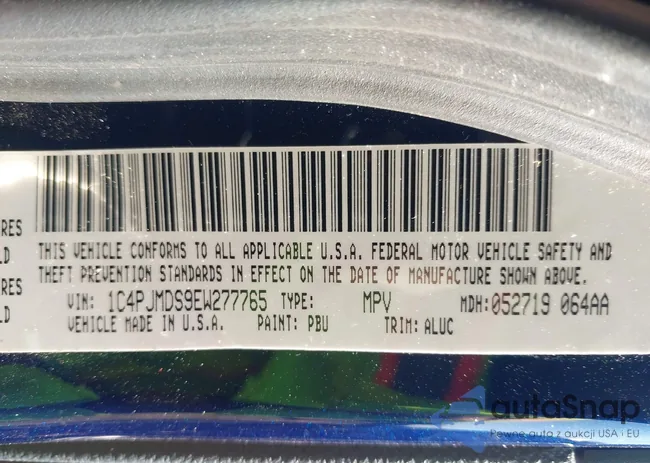 THIS VEHICLE CONFORMS TO ALL APPLICABLE U.S.A. FEDERAL MOTOR VEHICLE SAFETY AND
THEFT PREVENTION STANDARDS IN EFFECT ON THE DATE OF MANUFACTURE SHOWN ABOVE.
VIN: 1C4PJMDS9EW277765 TYPE: MPV MDH:052719 064AA
VEHICLE MADE IN U.S.A. PAINT: PBU TRIM: ALUC
RES
LD
RES
LD
autoSnap
Pewne auta z aukcji USA i EU